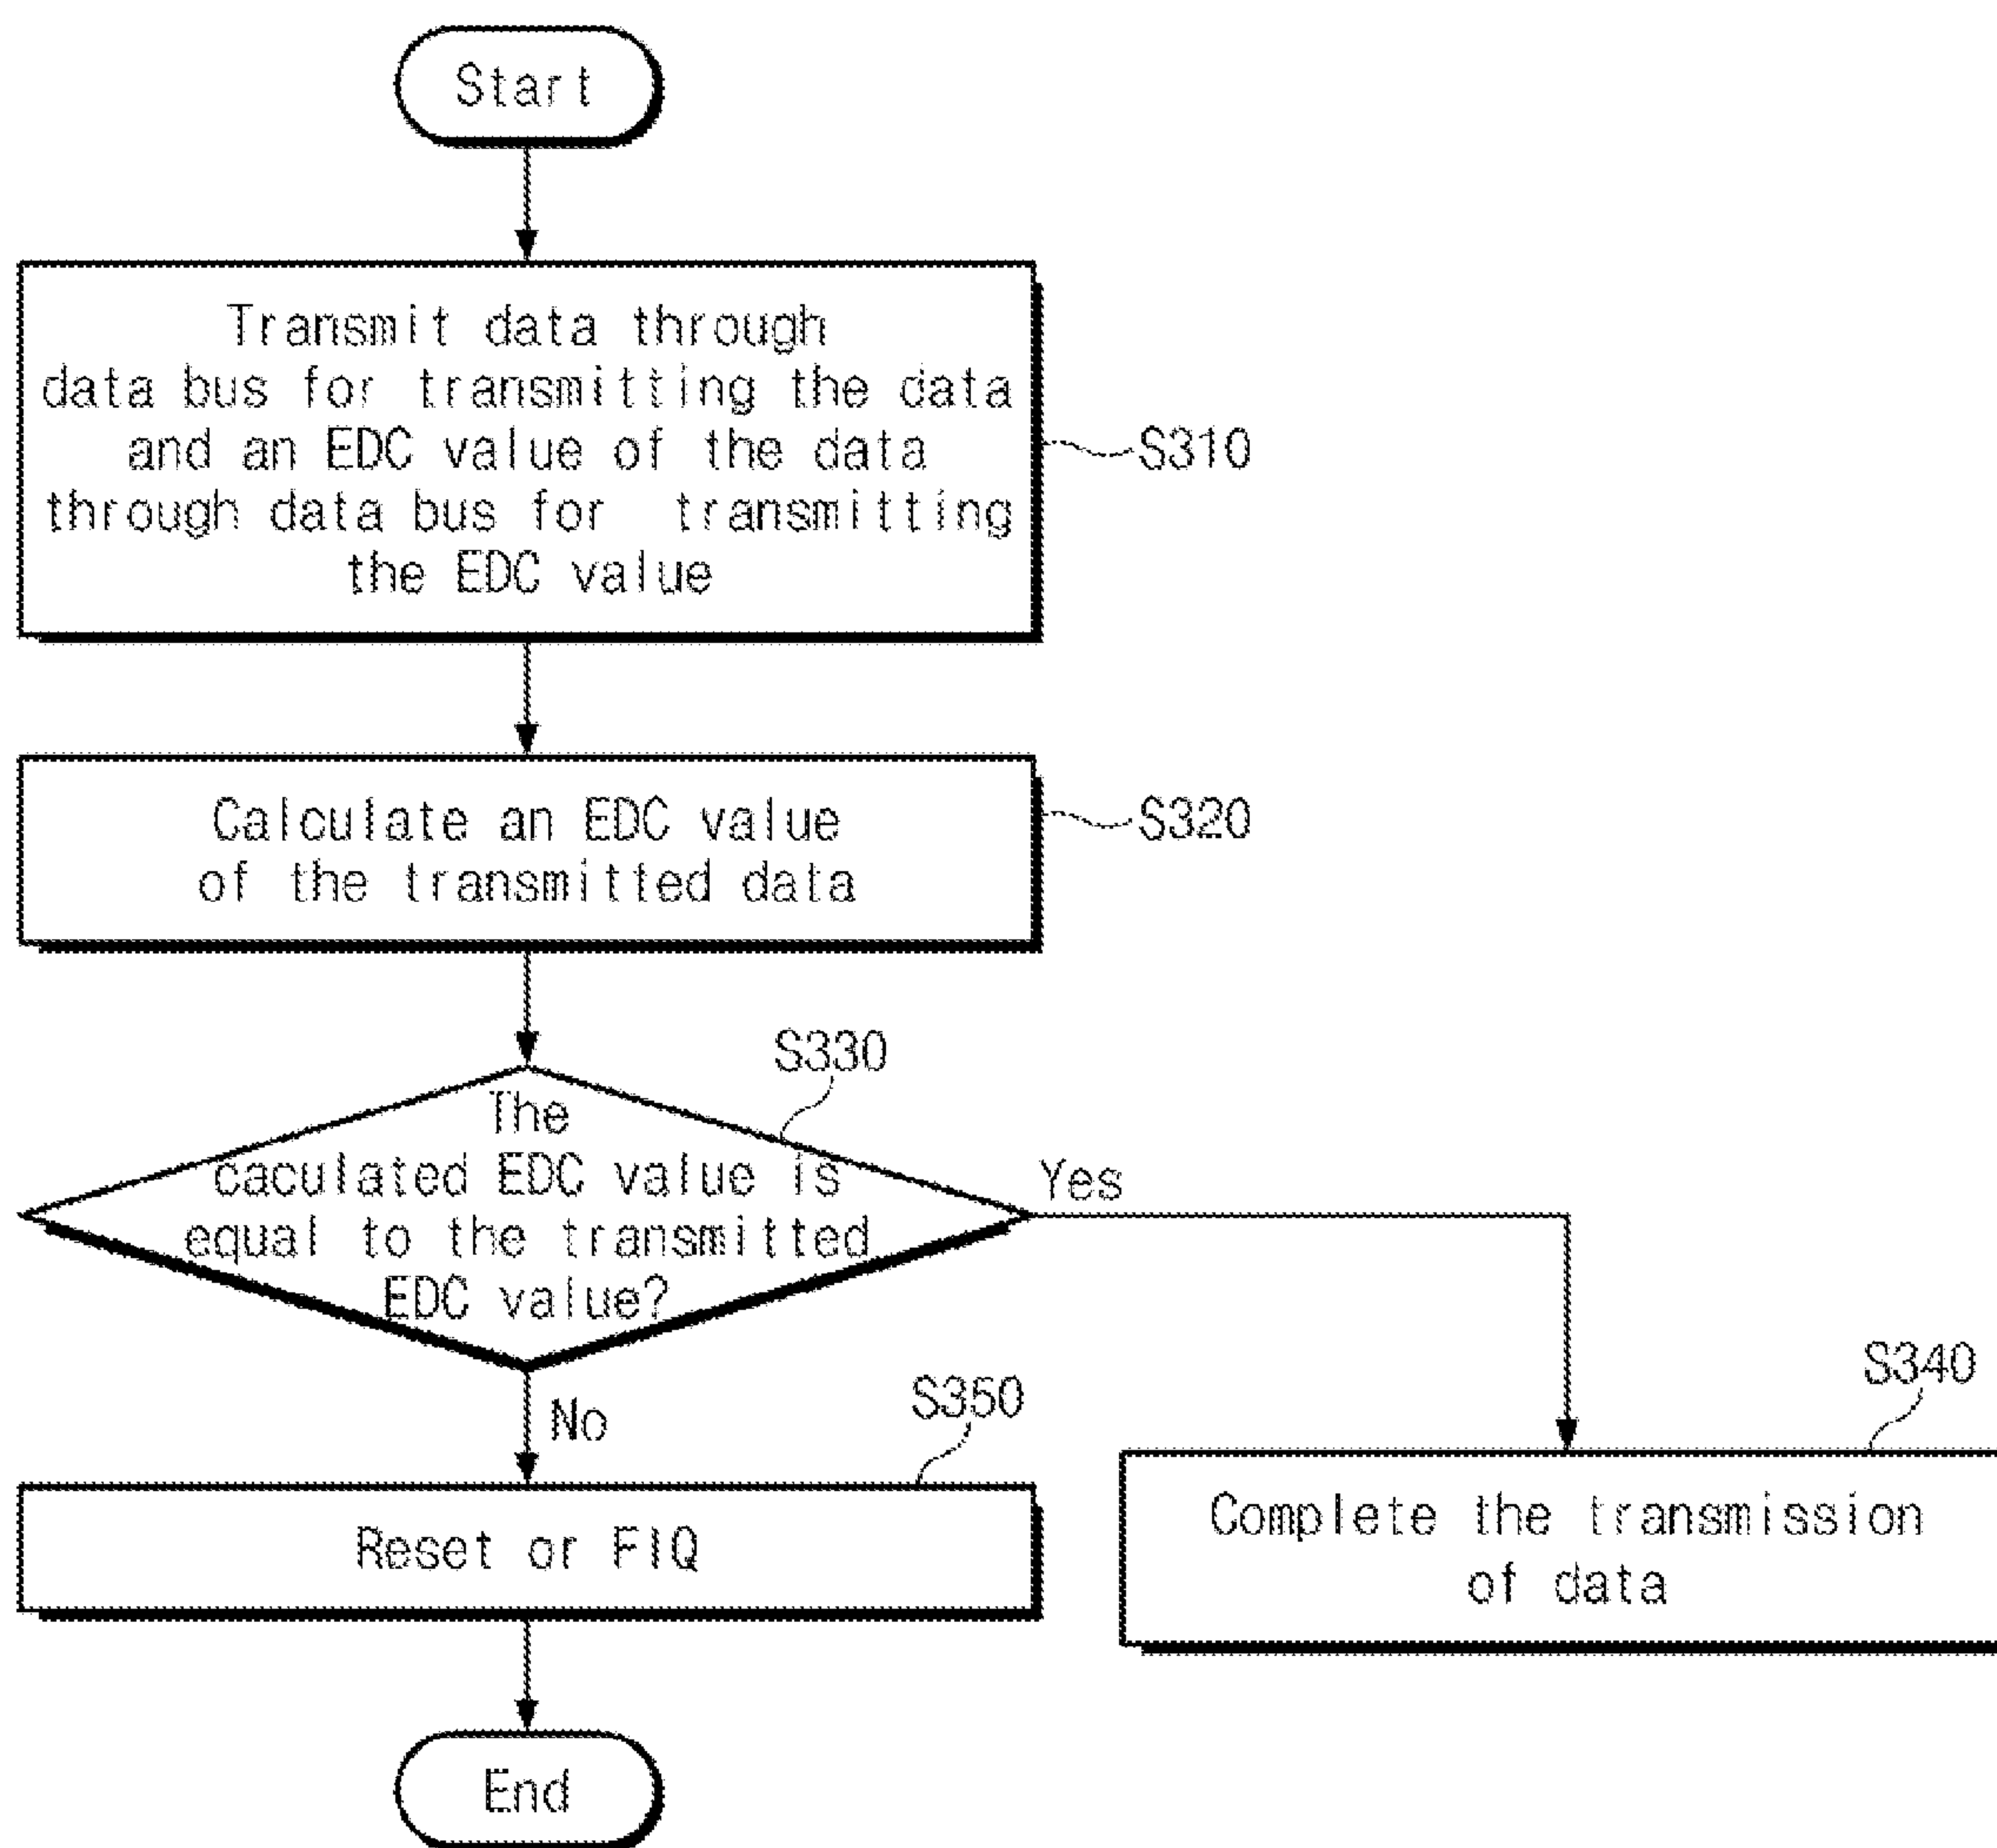 Start
Transmit data through
data bus for transmitting the data
and an EDC value of the data
through data bus for transmitting
the EDC value
S310
Calculate an EDC value
of the transmitted data
S320
S330
The
caculated EDC value is
equal to the transmitted
EDC value?
Yes
No
S350
Reset or FIQ
S340
Complete the transmission
of data
End